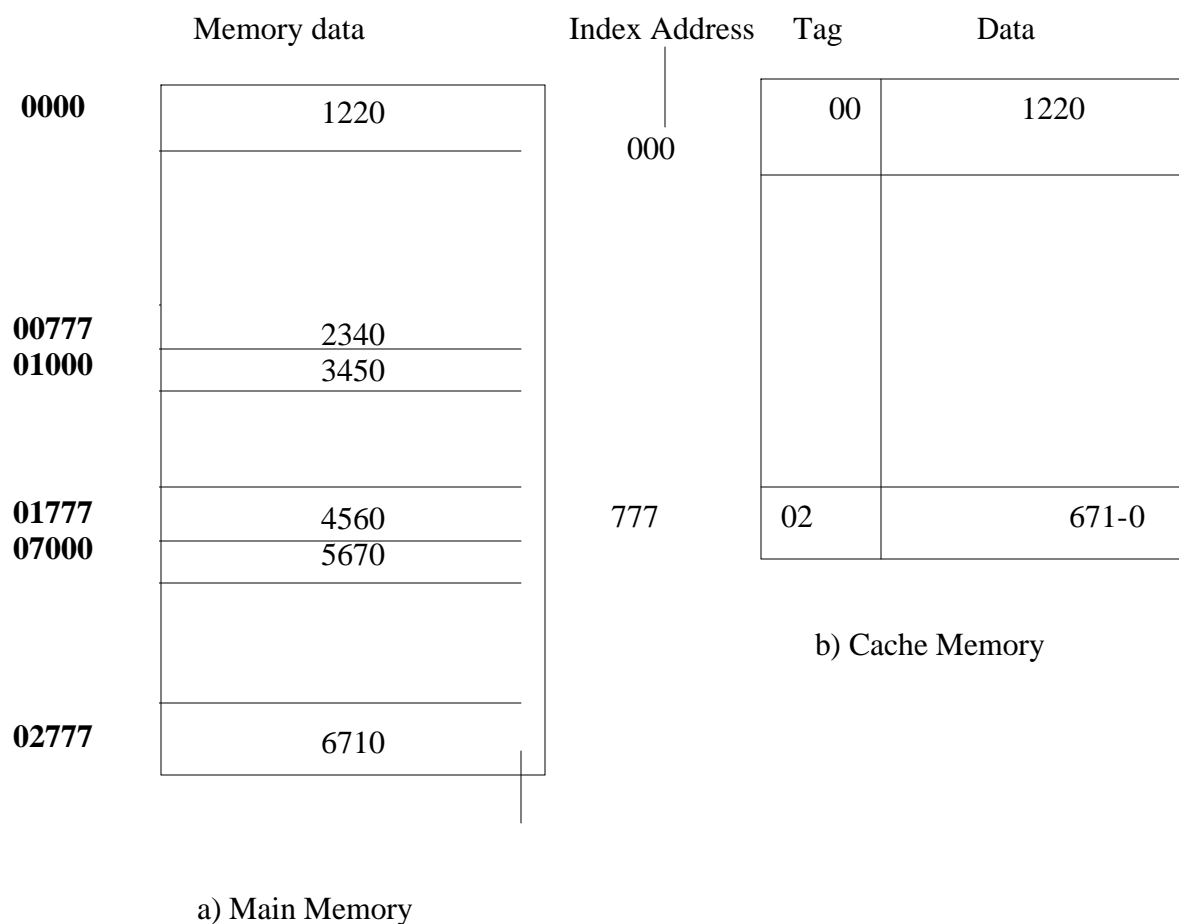 Memory data Index Address Tag Data
0000 1220 00 1220
000
00777 2340
01000 3450
01777 4560 777 02 671-0
07000 5670
b) Cache Memory
02777 6710
a) Main Memory